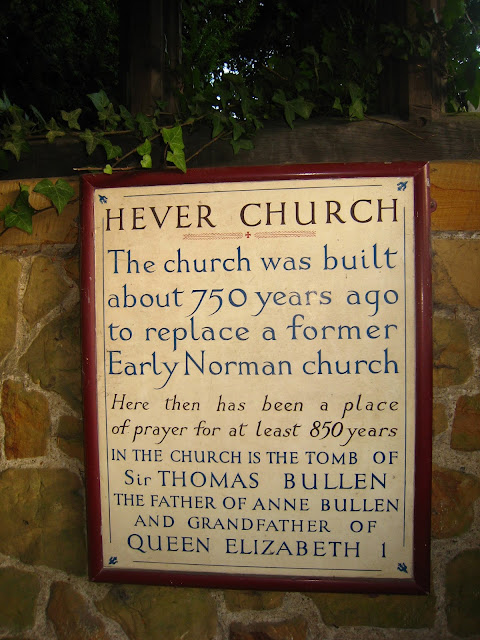 HEVER CHURCH
The church was built
about 750 years ago
to replace a former
Early Norman church
Here then has been a place
of prayer for at least 850 years
IN THE CHURCH IS THE TOMB OF
Sir THOMAS BULLEN
THE FATHER OF ANNE BULLEN
AND GRANDFATHER OF
QUEEN ELIZABETH 1